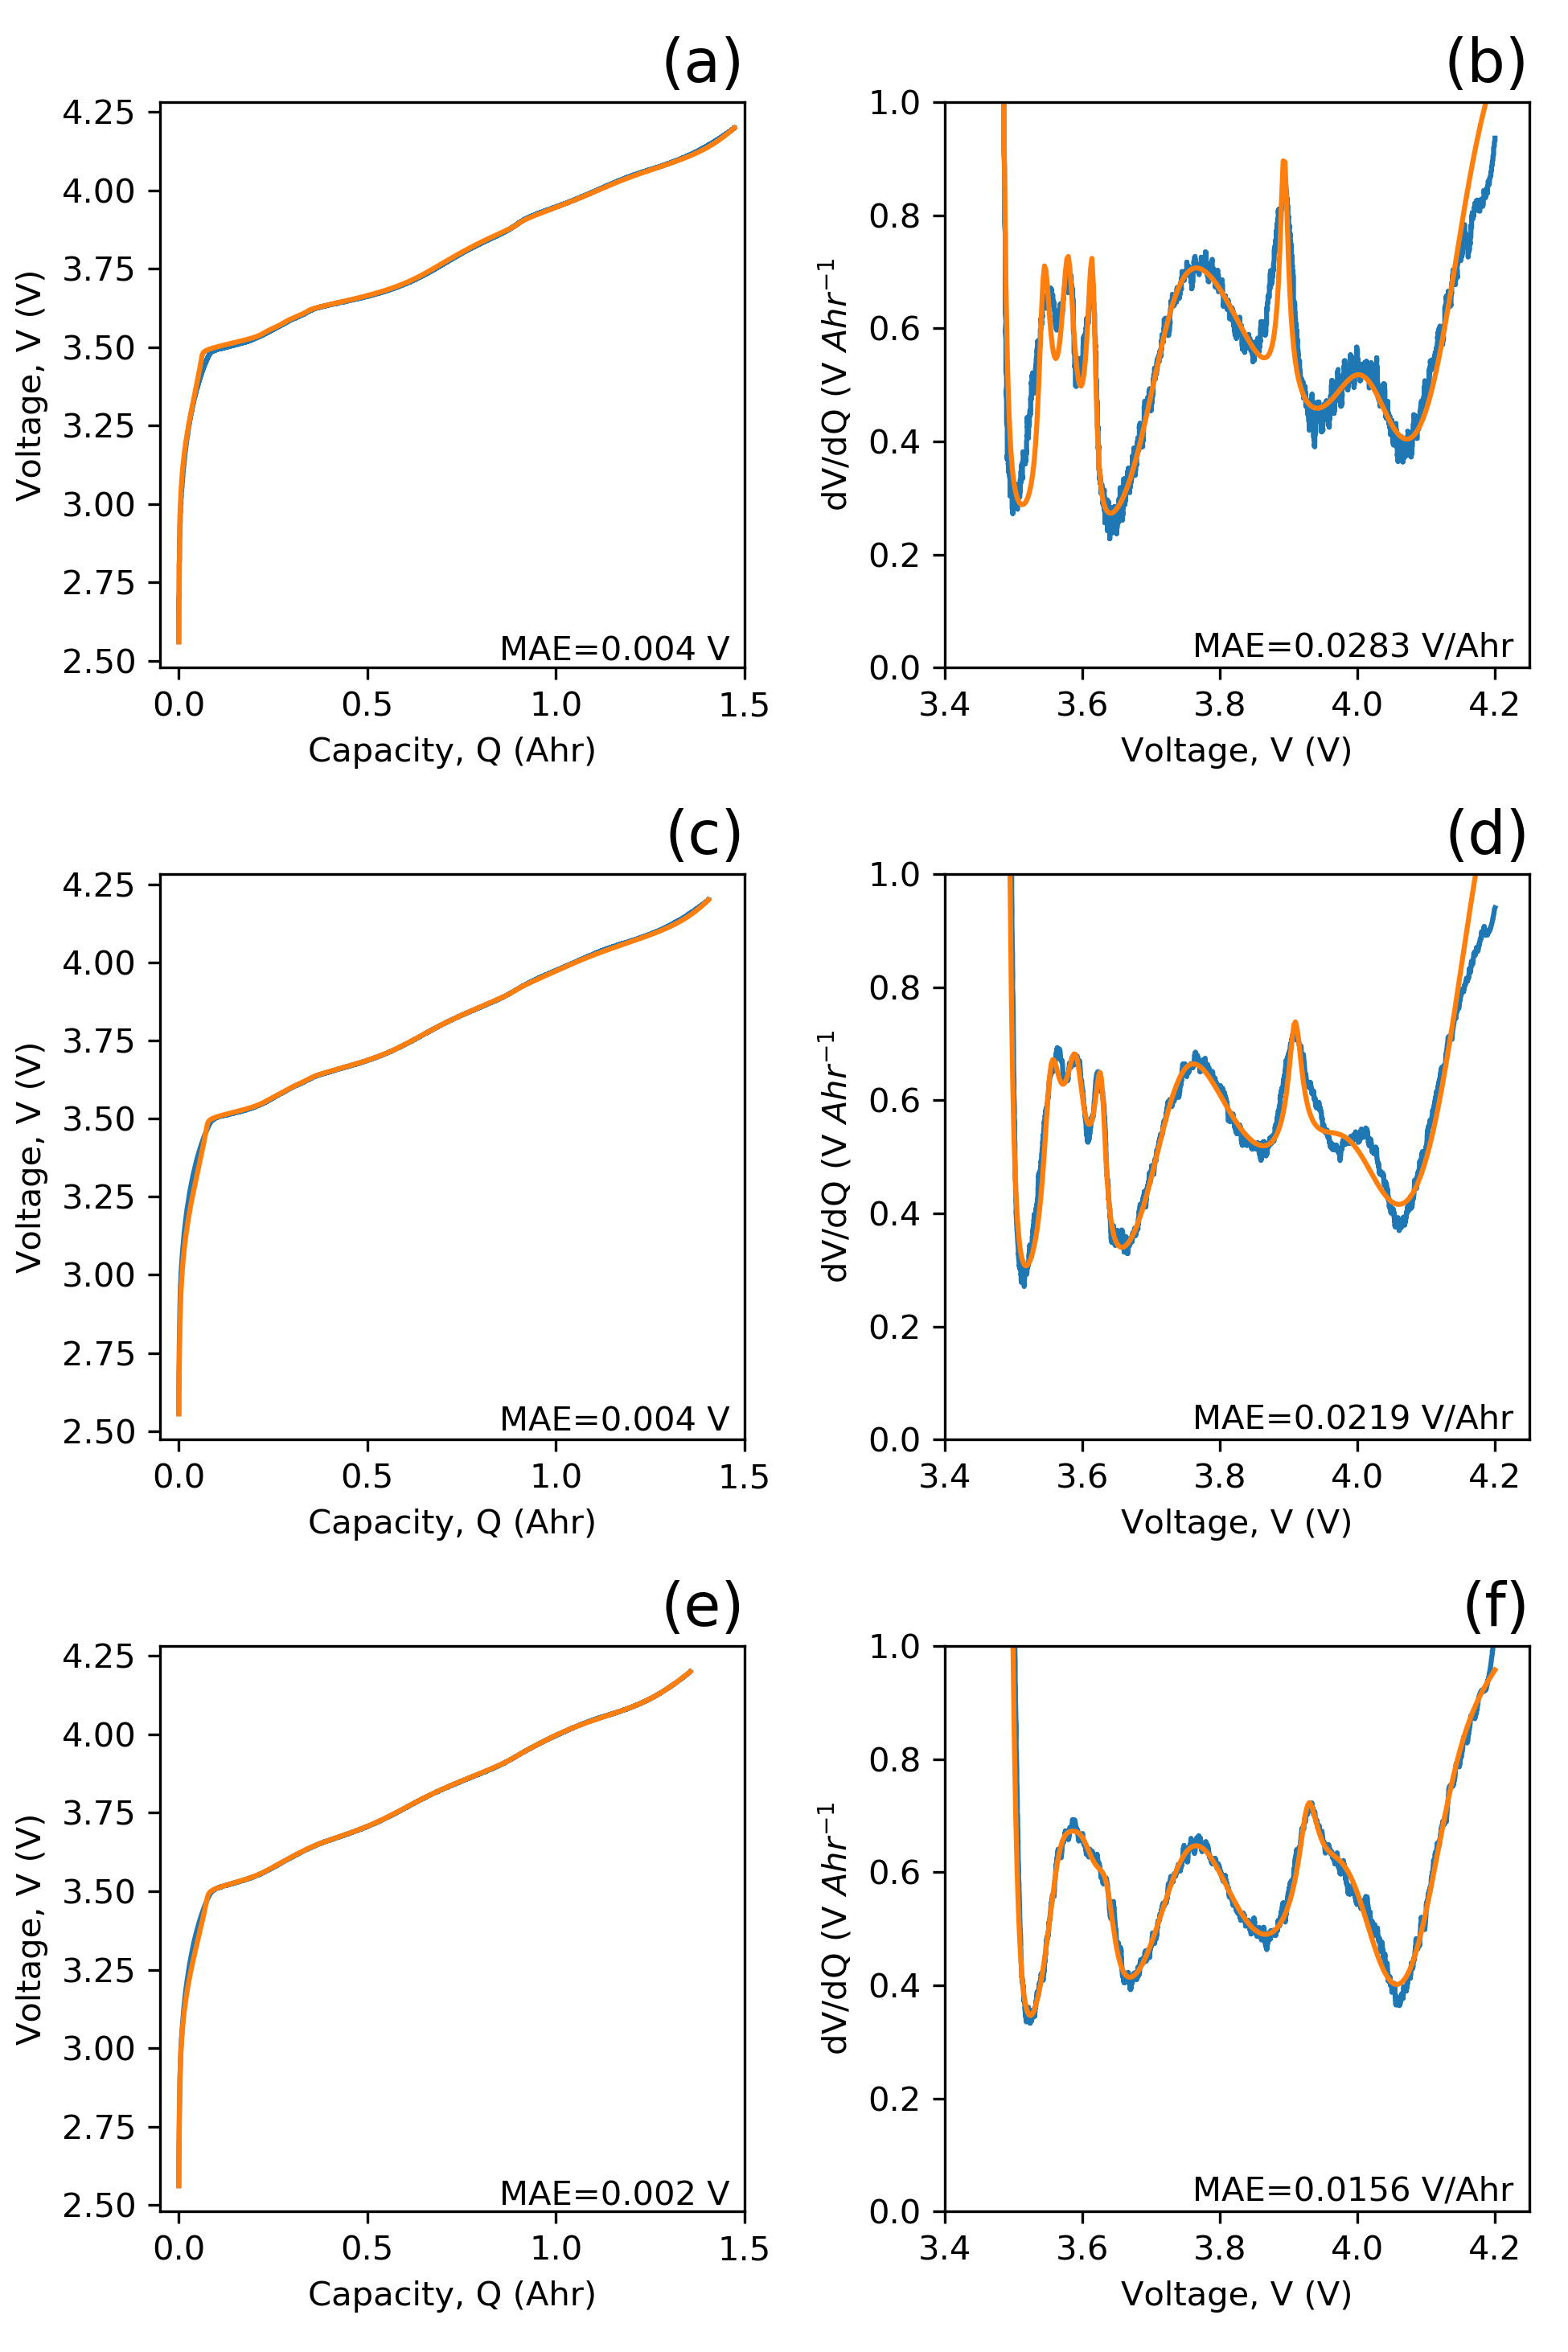 (a)
4.25
4.00
3.75
3.50
3.25
3.00
2.75
2.50
Voltage, V (V)
MAE=0.004 V
0.0 0.5 1.0 1.5
Capacity, Q (Ahr)
(b)
1.0
0.8
0.6
0.4
0.2
0.0
dV/dQ (V Ahr⁻¹
MAE=0.0283 V/Ahr
3.4 3.6 3.8 4.0 4.2
Voltage, V (V)
(c)
4.25
4.00
3.75
3.50
3.25
3.00
2.75
2.50
Voltage, V (V)
MAE=0.004 V
0.0 0.5 1.0 1.5
Capacity, Q (Ahr)
(d)
1.0
0.8
0.6
0.4
0.2
0.0
dV/dQ (V Ahr⁻¹
MAE=0.0219 V/Ahr
3.4 3.6 3.8 4.0 4.2
Voltage, V (V)
(e)
4.25
4.00
3.75
3.50
3.25
3.00
2.75
2.50
Voltage, V (V)
MAE=0.002 V
0.0 0.5 1.0 1.5
Capacity, Q (Ahr)
(f)
1.0
0.8
0.6
0.4
0.2
0.0
dV/dQ (V Ahr⁻¹
MAE=0.0156 V/Ahr
3.4 3.6 3.8 4.0 4.2
Voltage, V (V)